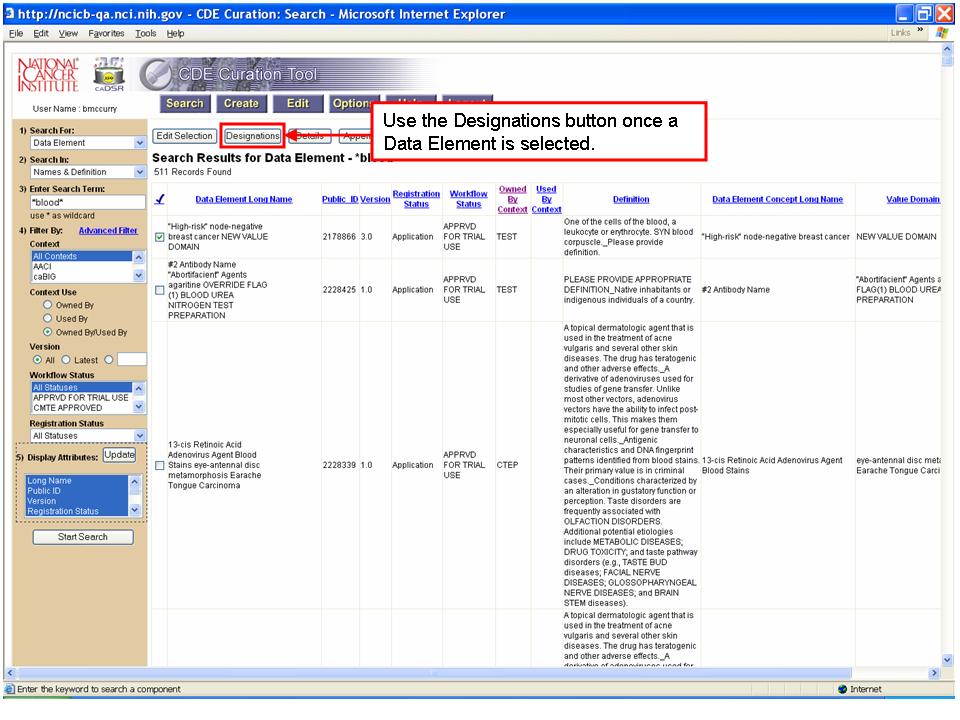 http://ncicb-qa.nci.nih.gov - CDE Curation: Search - Microsoft Internet Explorer
File Edit View Favorites Tools Help
Links »
NATIONAL
CANCER
INSTITUTE
caDSR
CDE Curation Tool
User Name : bmccurry
Search Create Edit Option
Use the Designations button once a
Data Element is selected.
1) Search For:
Data Element
2) Search In:
Names & Definition
3) Enter Search Term:
*blood*
use * as wildcard
4) Filter By: Advanced Filter
Context
All Contexts
AACI
caBIG
Context Use
Owned By
Used By
Owned By/Used By
Version
All Latest
Workflow Status
All Statuses
APPRVD FOR TRIAL USE
CMTE APPROVED
Registration Status
All Statuses
5) Display Attributes: Update
Long Name
Public ID
Version
Registration Status
Start Search
Edit Selection Designations Details Appen
Search Results for Data Element - *blood*
511 Records Found
Data Element Long Name
Public_ID
Version
Registration
Status
Workflow
Status
Owned
By
Context
Used
By
Context
Definition
Data Element Concept Long Name
Value Domain
"High-risk" node-negative
breast cancer NEW VALUE
DOMAIN
2178866 3.0 Application
APPRVD
FOR TRIAL
USE
TEST
One of the cells of the blood, a
leukocyte or erythrocyte. SYN blood
corpuscle._Please provide
definition.
"High-risk" node-negative breast cancer
NEW VALUE DOMAIN
#2 Antibody Name
"Abortifacient" Agents
agaritine OVERRIDE FLAG
(1) BLOOD UREA
NITROGEN TEST
PREPARATION
2228425 1.0 Application
APPRVD
FOR TRIAL
USE
TEST
PLEASE PROVIDE APPROPRIATE
DEFINITION_Native inhabitants or
indigenous individuals of a country.
#2 Antibody Name
"Abortifacient" Agents a
FLAG(1) BLOOD UREA
PREPARATION
13-cis Retinoic Acid
Adenovirus Agent Blood
Stains eye-antennal disc
metamorphosis Earache
Tongue Carcinoma
2228339 1.0 Application
APPRVD
FOR TRIAL
USE
CTEP
A topical dermatologic agent that is
used in the treatment of acne
vulgaris and several other skin
diseases. The drug has teratogenic
and other adverse effects._A
derivative of adenoviruses used for
studies of gene transfer. Unlike
most other vectors, adenovirus
vectors have the ability to infect post-
mitotic cells. This makes them
especially useful for gene transfer to
neuronal cells._Antigenic
characteristics and DNA fingerprint
patterns identified from blood stains.
Their primary value is in criminal
cases._Conditions characterized by
an alteration in gustatory function or
perception. Taste disorders are
frequently associated with
OLFACTION DISORDERS.
Additional potential etiologies
include METABOLIC DISEASES;
DRUG TOXICITY; and taste pathway
disorders (e.g., TASTE BUD
diseases; FACIAL NERVE
DISEASES; GLOSSOPHARYNGEAL
NERVE DISEASES; and BRAIN
STEM diseases).
13-cis Retinoic Acid Adenovirus Agent
Blood Stains
eye-antennal disc meta
Earache Tongue Carci
A topical dermatologic agent that is
used in the treatment of acne
vulgaris and several other skin
diseases. The drug has teratogenic
and other adverse effects._A
derivative of adenoviruses used for
Enter the keyword to search a component
Internet